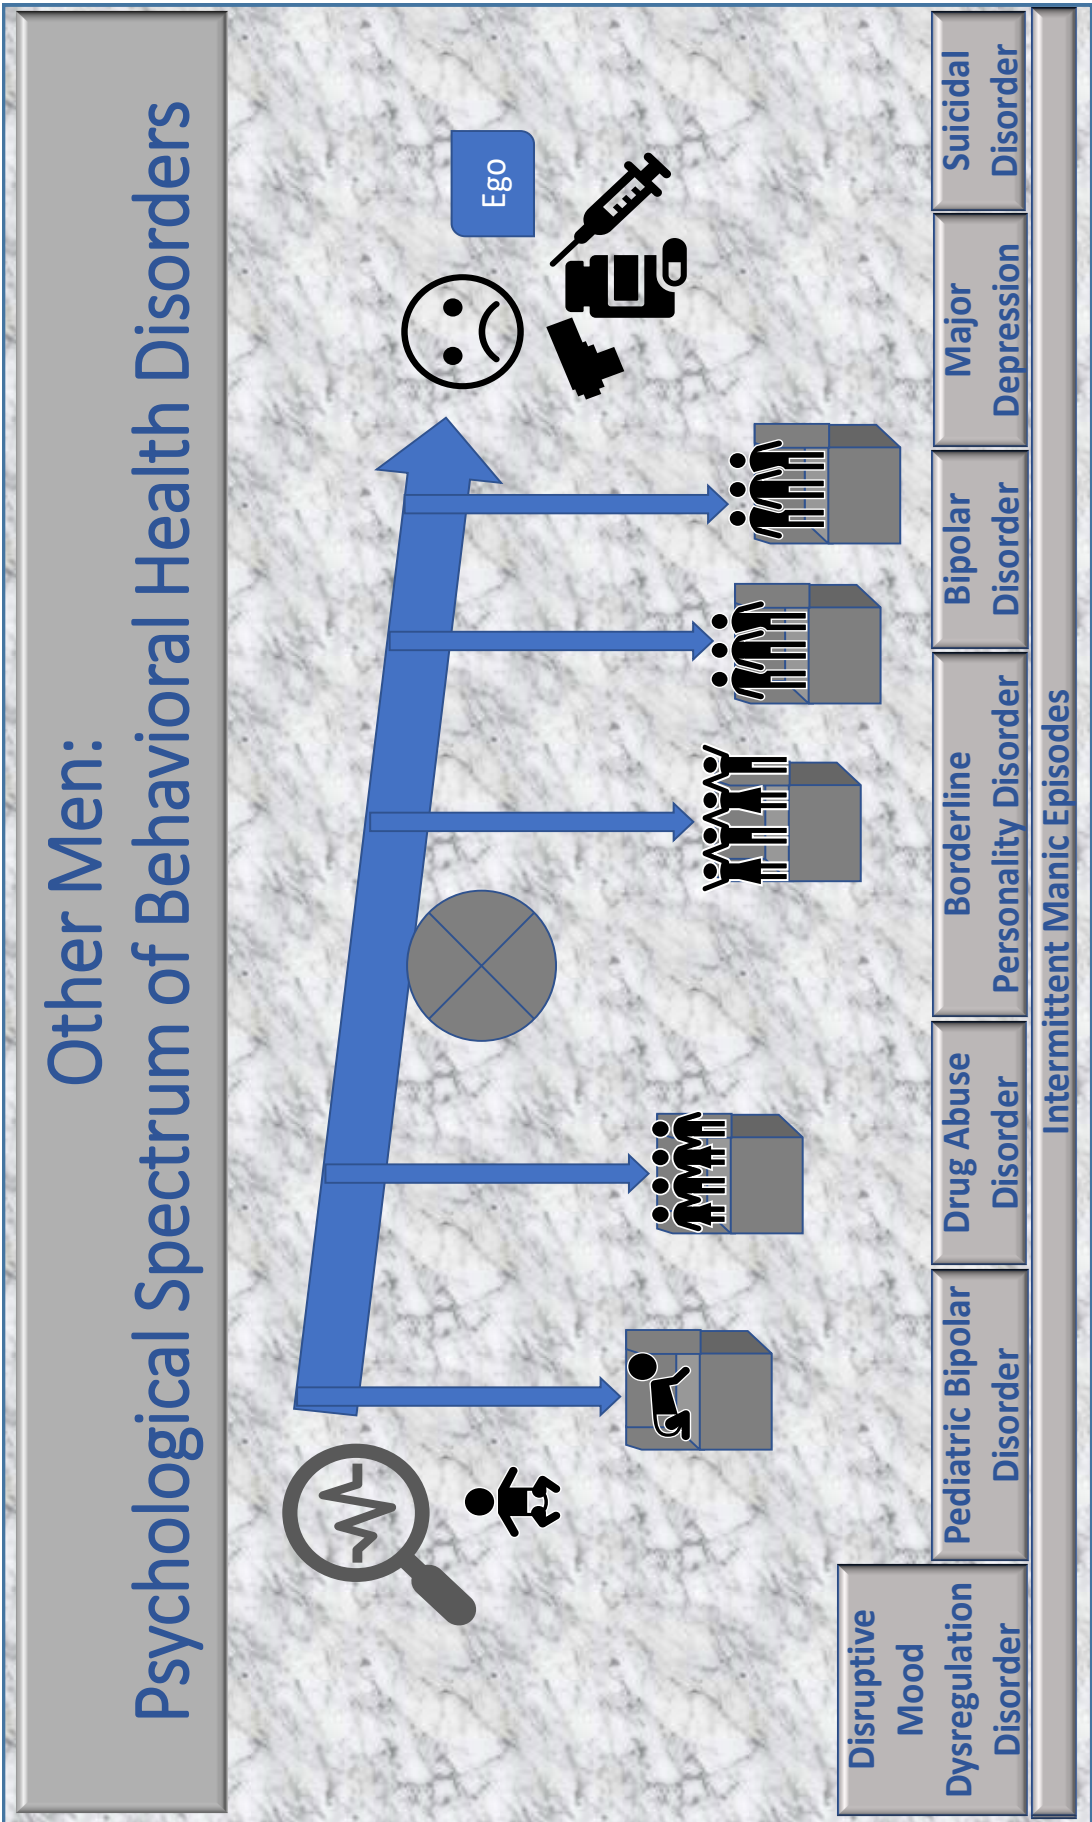 Other Men:
Psychological Spectrum of Behavioral Health Disorders
Ego
Disruptive
Mood
Dysregulation
Disorder
Pediatric Bipolar
Disorder
Drug Abuse
Disorder
Borderline
Personality Disorder
Bipolar
Disorder
Major
Depression
Suicidal
Disorder
Intermittent Manic Episodes